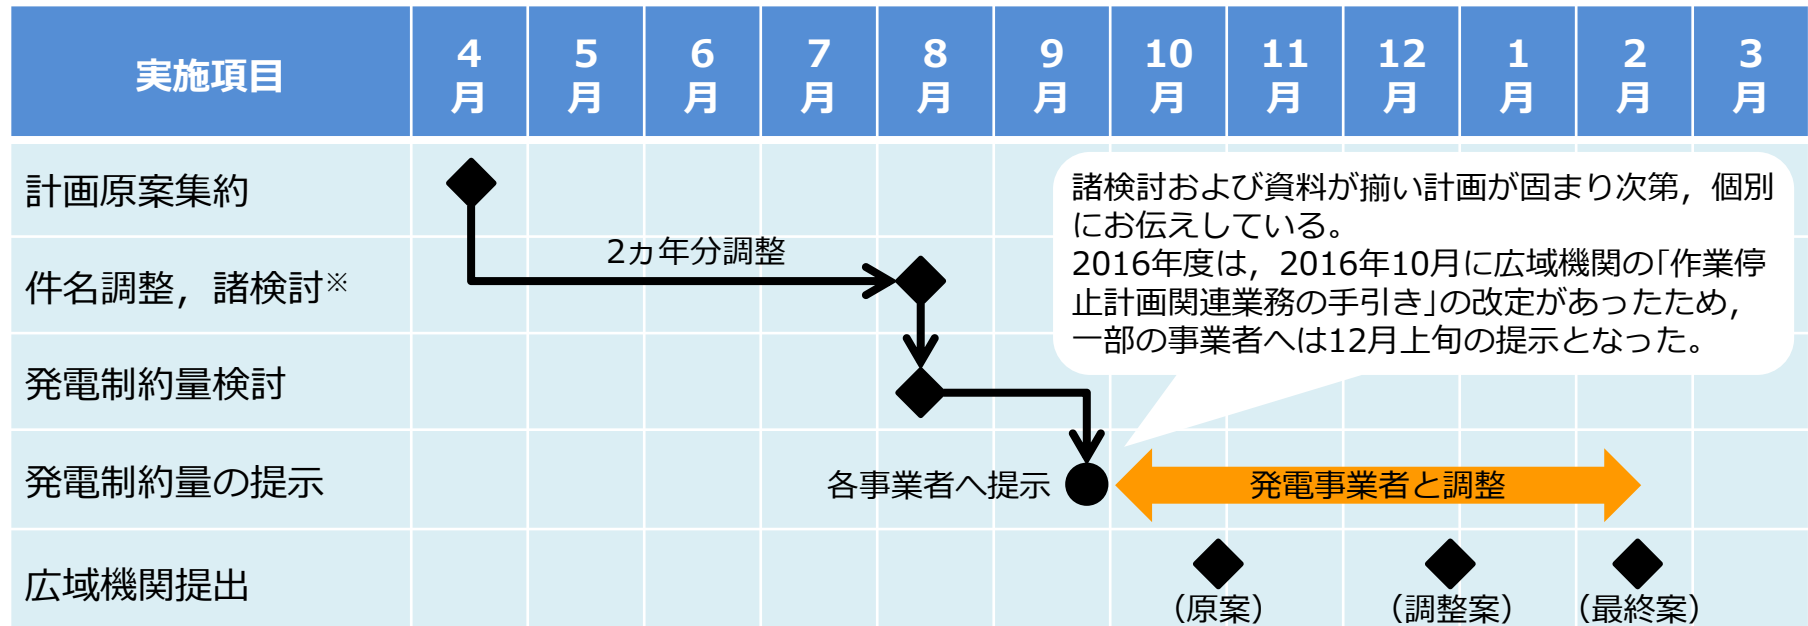 実施項目
4月
5月
6月
7月
8月
9月
10月
11月
12月
1月
2月
3月
計画原案集約
2ヵ年分調整
件名調整，諸検討※
発電制約量検討
諸検討および資料が揃い計画が固まり次第，個別
にお伝えしている。
2016年度は，2016年10月に広域機関の｢作業停
止計画関連業務の手引き｣の改定があったため，
一部の事業者へは12月上旬の提示となった。
発電制約量の提示
各事業者へ提示
発電事業者と調整
広域機関提出
（原案）
（調整案）
（最終案）